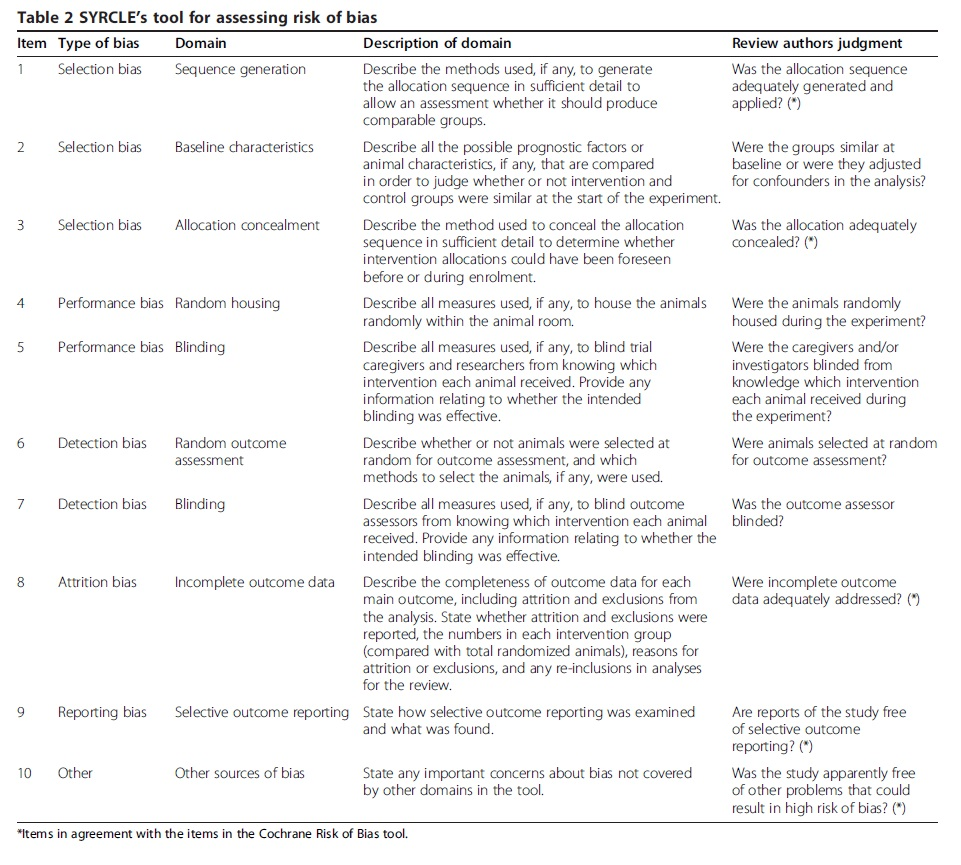 Table 2 SYRCLE's tool for assessing risk of bias
Item Type of bias Domain Description of domain Review authors judgment
1 Selection bias Sequence generation Describe the methods used, if any, to generate Was the allocation sequence
the allocation sequence in sufficient detail to adequately generated and
allow an assessment whether it should produce applied? (*)
comparable groups.
2 Selection bias Baseline characteristics Describe all the possible prognostic factors or Were the groups similar at
animal characteristics, if any, that are compared baseline or were they adjusted
in order to judge whether or not intervention and for confounders in the analysis?
control groups were similar at the start of the experiment.
3 Selection bias Allocation concealment Describe the method used to conceal the allocation Was the allocation adequately
sequence in sufficient detail to determine whether concealed? (*)
intervention allocations could have been foreseen
before or during enrolment.
4 Performance bias Random housing Describe all measures used, if any, to house the animals Were the animals randomly
randomly within the animal room. housed during the experiment?
5 Performance bias Blinding Describe all measures used, if any, to blind trial Were the caregivers and/or
caregivers and researchers from knowing which investigators blinded from
intervention each animal received. Provide any knowledge which intervention
information relating to whether the intended each animal received during
blinding was effective. the experiment?
6 Detection bias Random outcome Describe whether or not animals were selected at Were animals selected at random
assessment random for outcome assessment, and which for outcome assessment?
methods to select the animals, if any, were used.
7 Detection bias Blinding Describe all measures used, if any, to blind outcome Was the outcome assessor
assessors from knowing which intervention each animal blinded?
received. Provide any information relating to whether the
intended blinding was effective.
8 Attrition bias Incomplete outcome data Describe the completeness of outcome data for each Were incomplete outcome
main outcome, including attrition and exclusions from data adequately addressed? (*)
the analysis. State whether attrition and exclusions were
reported, the numbers in each intervention group
(compared with total randomized animals), reasons for
attrition or exclusions, and any re-inclusions in analyses
for the review.
9 Reporting bias Selective outcome reporting State how selective outcome reporting was examined Are reports of the study free
and what was found. of selective outcome
reporting? (*)
10 Other Other sources of bias State any important concerns about bias not covered Was the study apparently free
by other domains in the tool. of other problems that could
result in high risk of bias? (*)
*Items in agreement with the items in the Cochrane Risk of Bias tool.